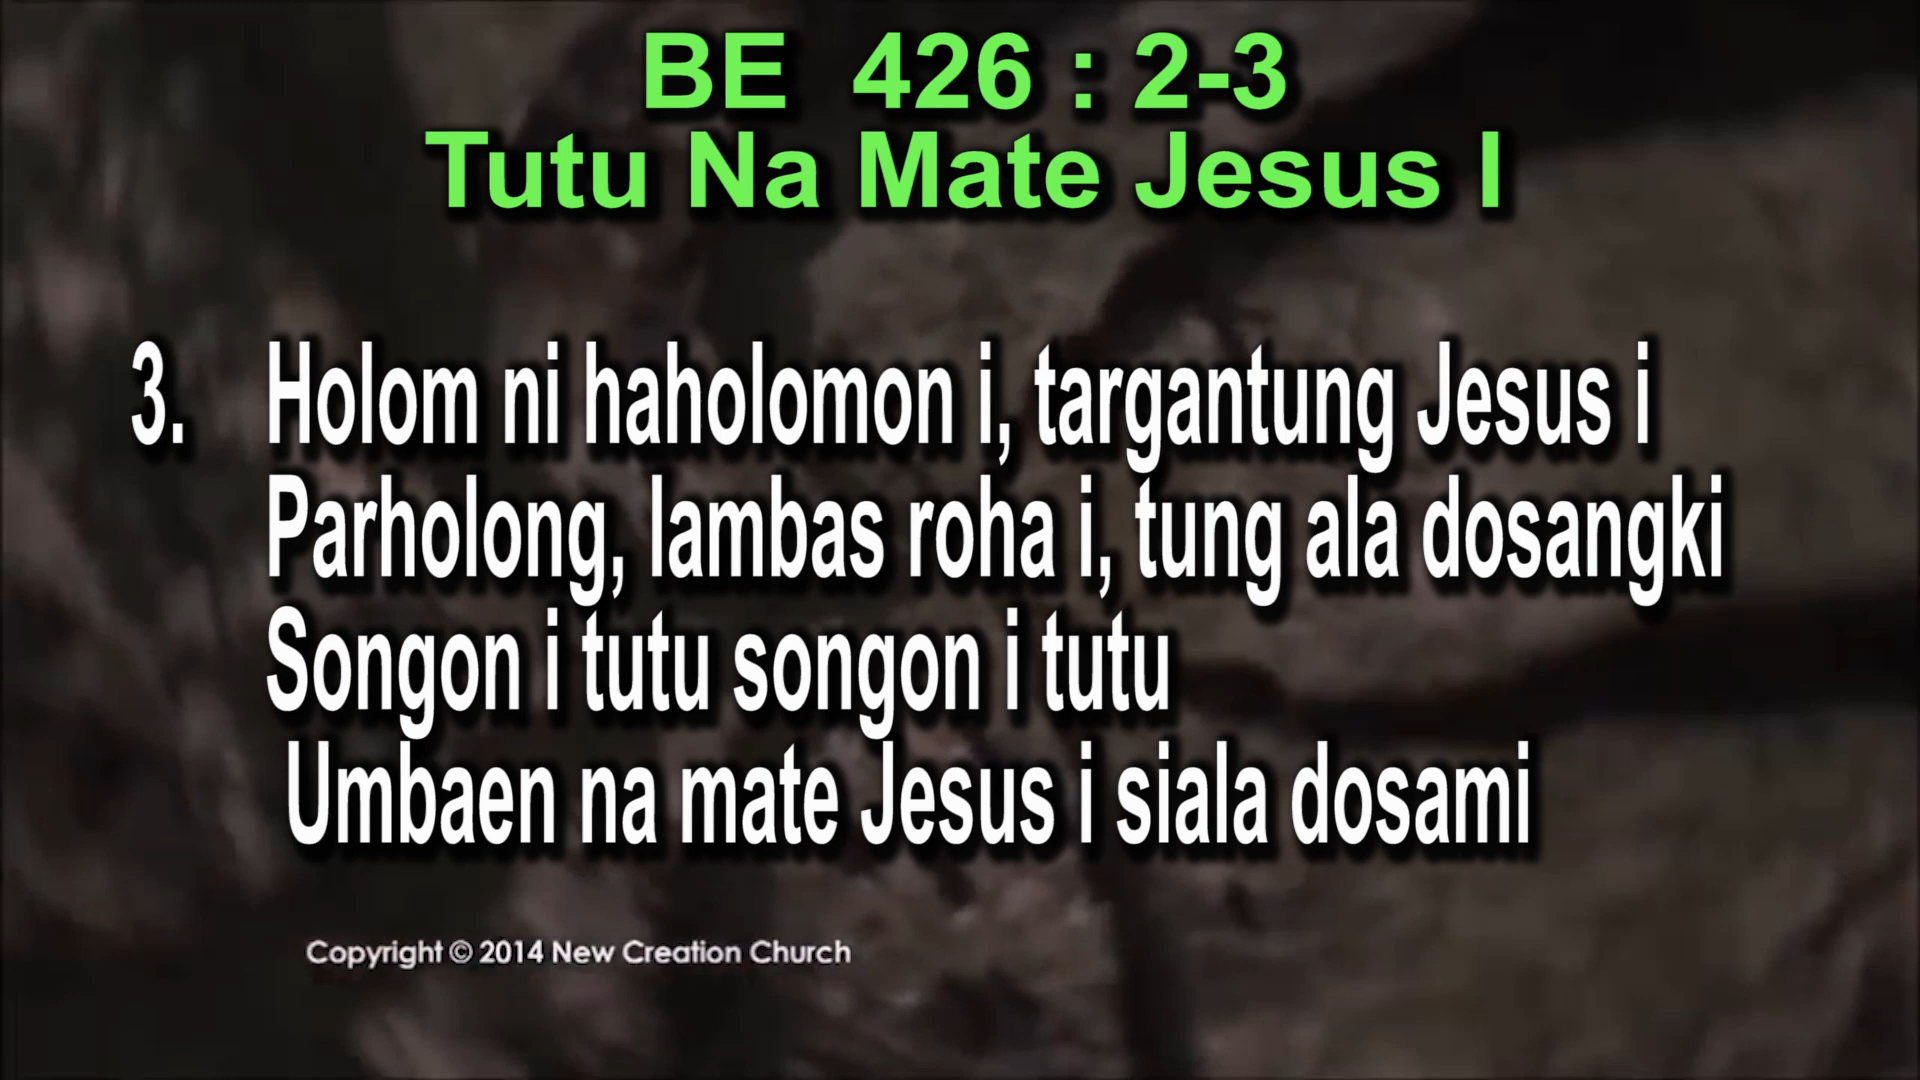 BE 426 : 2-3
Tutu Na Mate Jesus I
3. Holom ni haholomon i, targantung Jesus i
Parholong, lambas roha i, tung ala dosangki
Songon i tutu songon i tutu
Umbaen na mate Jesus i siala dosami
Copyright © 2014 New Creation Church